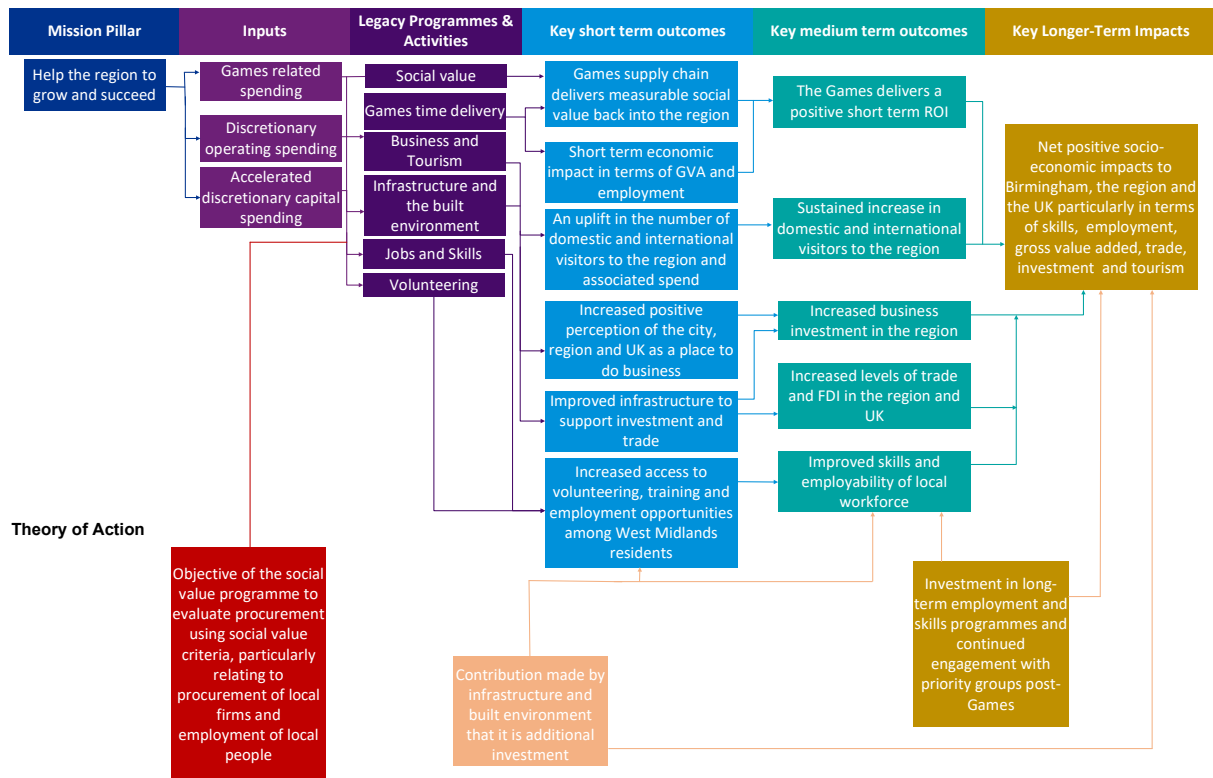 Mission Pillar
Inputs
Legacy Programmes &
Activities
Key short term outcomes
Key medium term outcomes
Key Longer-Term Impacts
Help the region to
grow and succeed
Games related
spending
Discretionary
operating spending
Accelerated
discretionary capital
spending
Social value
Games time delivery
Business and
Tourism
Infrastructure and
the built
environment
Jobs and Skills
Volunteering
Games supply chain
delivers measurable social
value back into the region
Short term economic
impact in terms of GVA and
employment
An uplift in the number of
domestic and international
visitors to the region and
associated spend
Increased positive
perception of the city,
region and UK as a place to
do business
Improved infrastructure to
support investment and
trade
Increased access to
volunteering, training and
employment opportunities
among West Midlands
residents
The Games delivers a
positive short term ROI
Sustained increase in
domestic and international
visitors to the region
Increased business
investment in the region
Increased levels of trade
and FDI in the region and
UK
Improved skills and
employability of local
workforce
Net positive socio-
economic impacts to
Birmingham, the region and
the UK particularly in terms
of skills, employment,
gross value added, trade,
investment and tourism
Theory of Action
Objective of the social
value programme to
evaluate procurement
using social value
criteria, particularly
relating to
procurement of local
firms and
employment of local
people
Contribution made by
infrastructure and
built environment
that it is additional
investment
Investment in long-
term employment and
skills programmes and
continued
engagement with
priority groups post-
Games